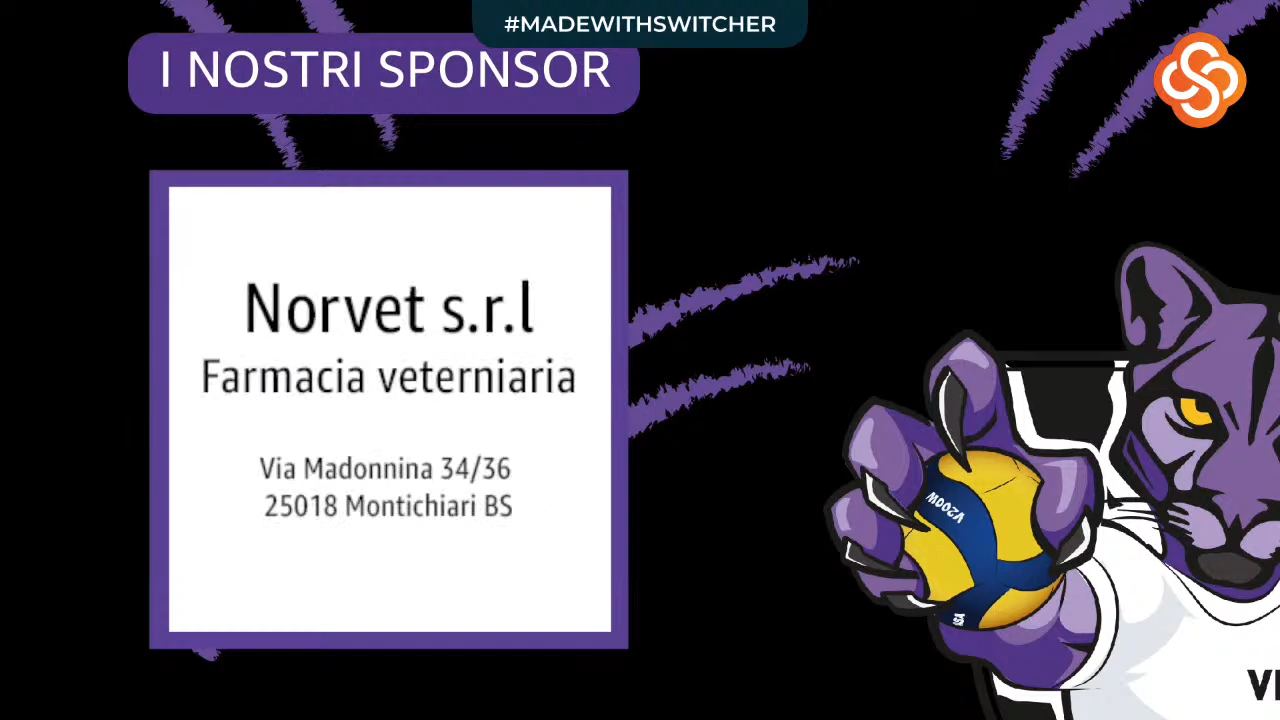 #MADEWITHSWITCHER
I NOSTRI SPONSOR
Norvet s.r.l
Farmacia veterniaria
Via Madonnina 34/36
25018 Montichiari BS
V200W